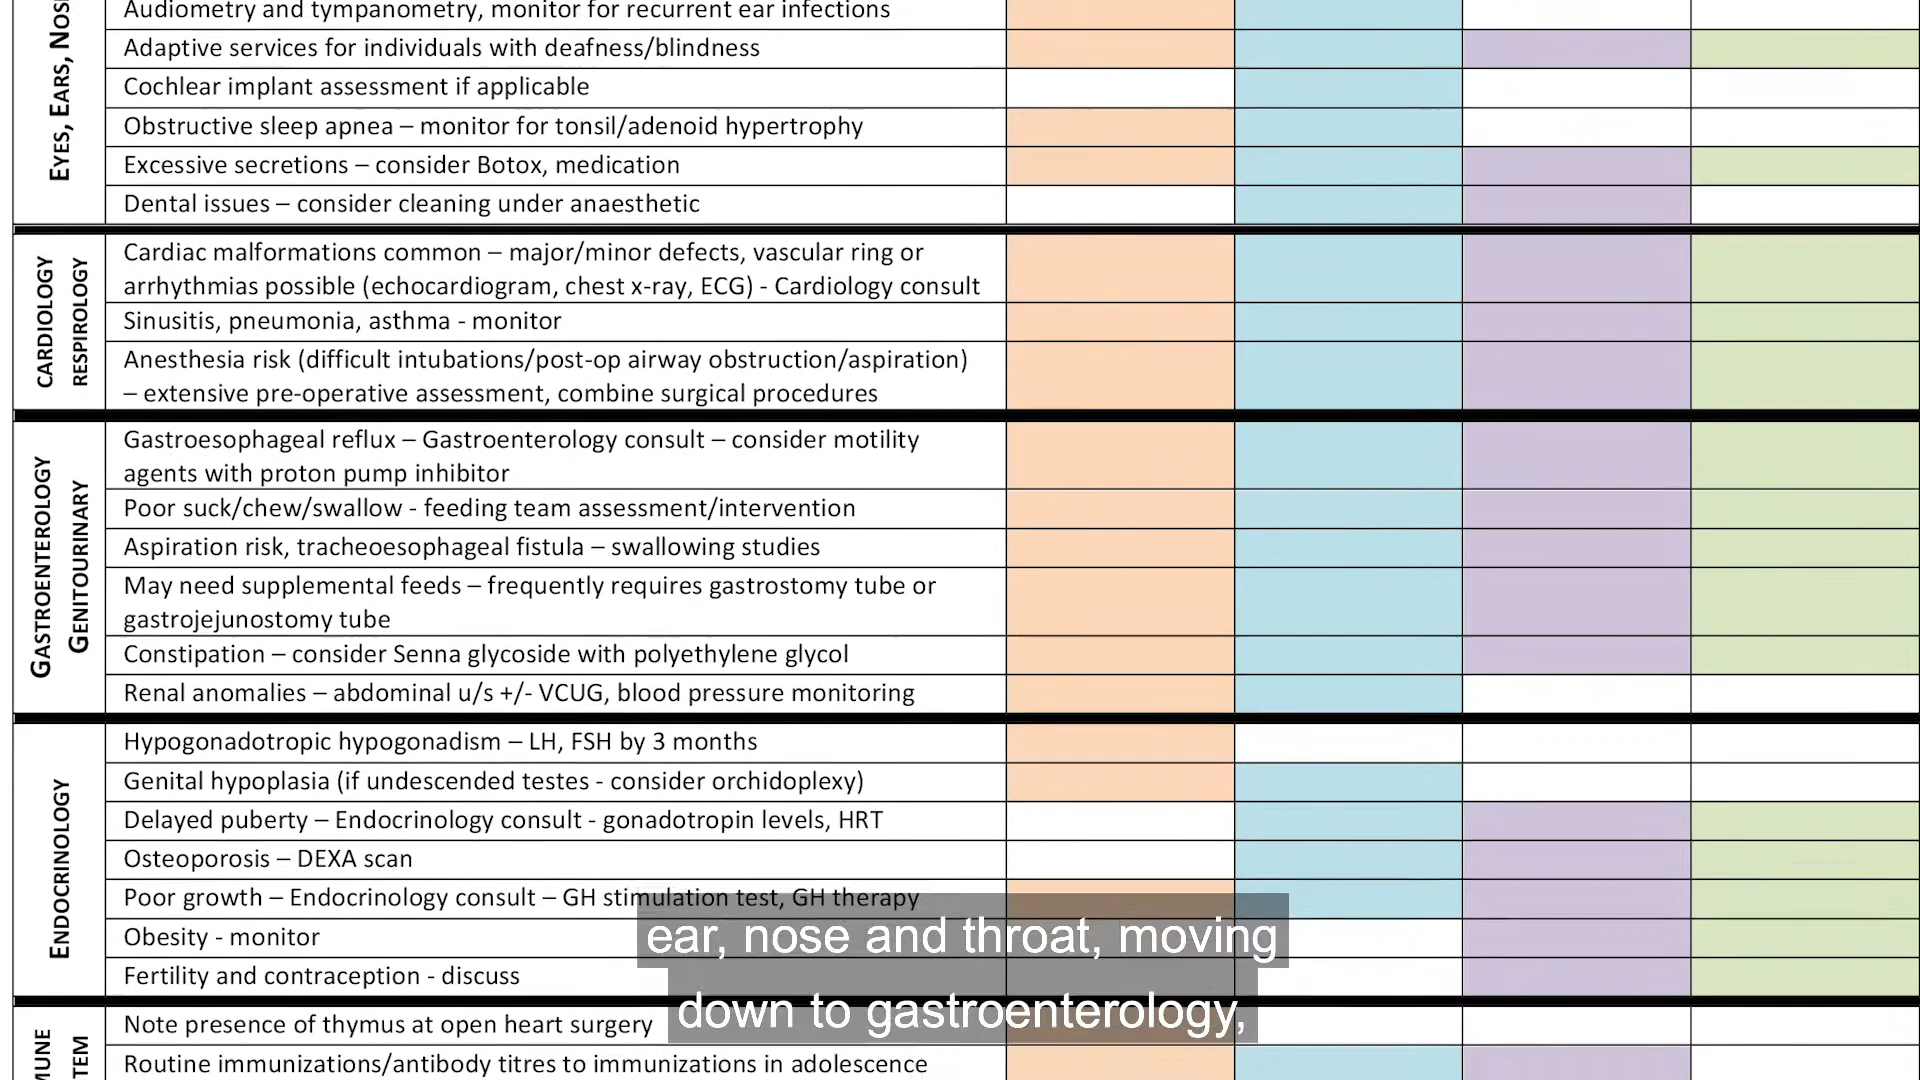 EYES, EARS, NOSE
Audiometry and tympanometry, monitor for recurrent ear infections
Adaptive services for individuals with deafness/blindness
Cochlear implant assessment if applicable
Obstructive sleep apnea – monitor for tonsil/adenoid hypertrophy
Excessive secretions – consider Botox, medication
Dental issues – consider cleaning under anaesthetic
CARDIOLOGY
RESPIROLOGY
Cardiac malformations common – major/minor defects, vascular ring or
arrhythmias possible (echocardiogram, chest x-ray, ECG) - Cardiology consult
Sinusitis, pneumonia, asthma - monitor
Anesthesia risk (difficult intubations/post-op airway obstruction/aspiration)
– extensive pre-operative assessment, combine surgical procedures
GASTROENTEROLOGY
GENITOURINARY
Gastroesophageal reflux – Gastroenterology consult – consider motility
agents with proton pump inhibitor
Poor suck/chew/swallow - feeding team assessment/intervention
Aspiration risk, tracheoesophageal fistula – swallowing studies
May need supplemental feeds – frequently requires gastrostomy tube or
gastrojejunostomy tube
Constipation – consider Senna glycoside with polyethylene glycol
Renal anomalies – abdominal u/s +/- VCUG, blood pressure monitoring
ENDOCRINOLOGY
Hypogonadotropic hypogonadism – LH, FSH by 3 months
Genital hypoplasia (if undescended testes - consider orchidoplexy)
Delayed puberty – Endocrinology consult - gonadotropin levels, HRT
Osteoporosis – DEXA scan
Poor growth – Endocrinology consult – GH stimulation test, GH therapy
Obesity - monitor
Fertility and contraception - discuss
MUNE
TEM
Note presence of thymus at open heart surgery
Routine immunizations/antibody titres to immunizations in adolescence
ear, nose and throat, moving
down to gastroenterology,